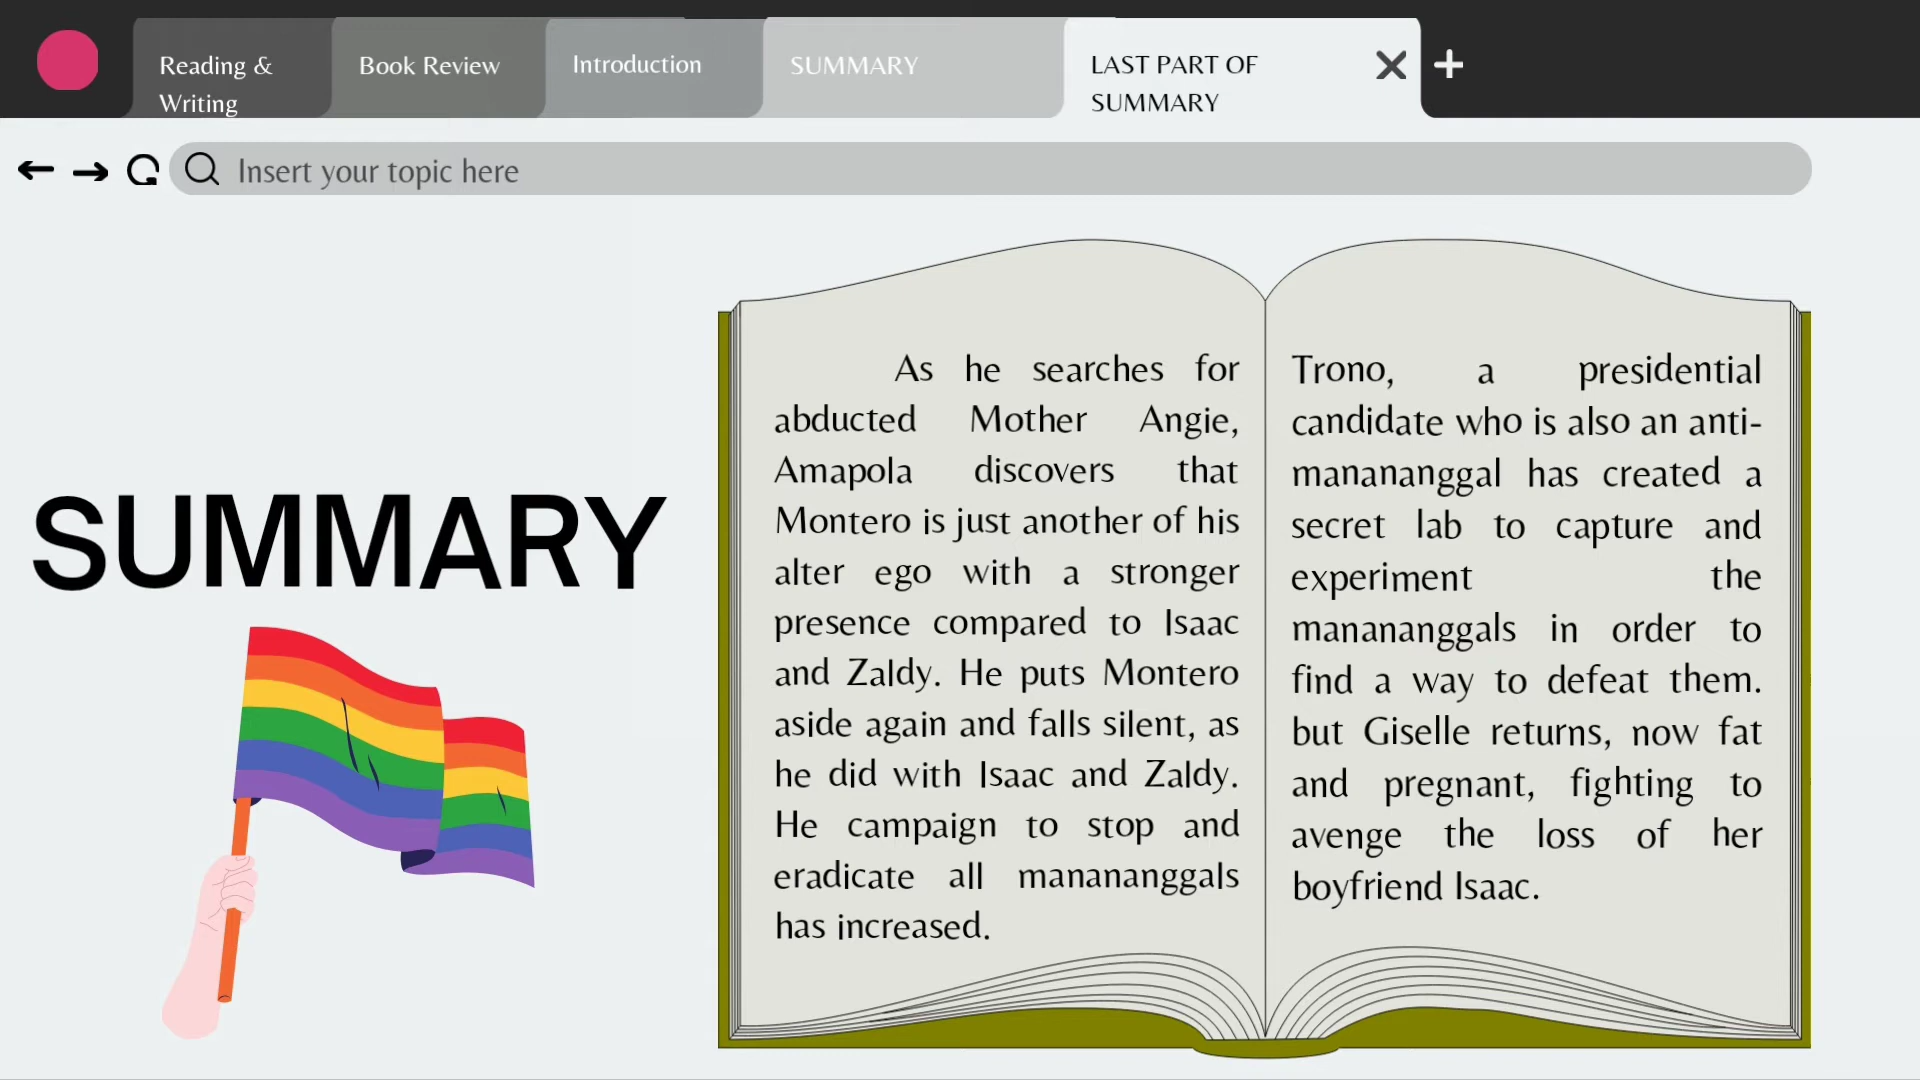 Reading &
Writing
Book Review
Introduction
SUMMARY
LAST PART OF
SUMMARY
Insert your topic here
SUMMARY
As he searches for
abducted Mother Angie,
Amapola discovers that
Montero is just another of his
alter ego with a stronger
presence compared to Isaac
and Zaldy. He puts Montero
aside again and falls silent, as
he did with Isaac and Zaldy.
He campaign to stop and
eradicate all manananggals
has increased.
Trono, a presidential
candidate who is also an anti-
manananggal has created a
secret lab to capture and
experiment the
manananggals in order to
find a way to defeat them.
but Giselle returns, now fat
and pregnant, fighting to
avenge the loss of her
boyfriend Isaac.